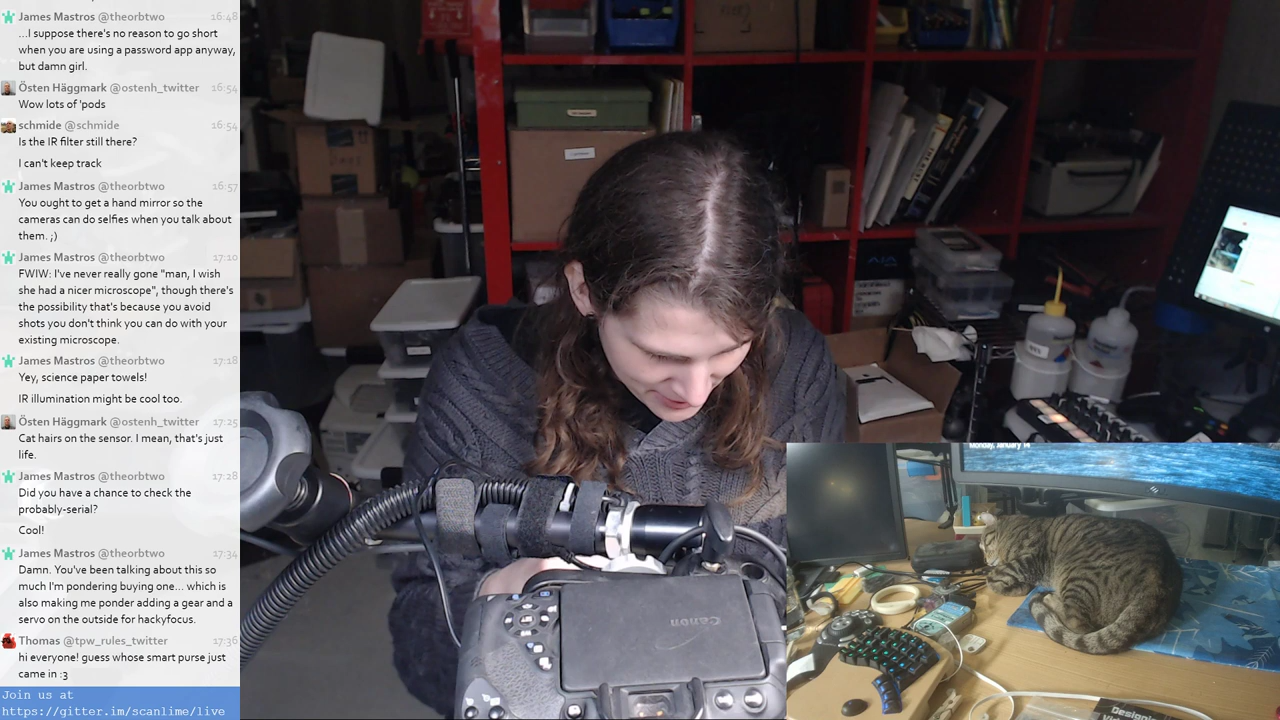 James Mastros @theorbtwo 16:48
...I suppose there's no reason to go short
when you are using a password app anyway,
but damn girl.
Östen Häggmark @ostenh_twitter 16:54
Wow lots of 'pods
schmide @schmide 16:54
Is the IR filter still there?
I can't keep track
James Mastros @theorbtwo 16:57
You ought to get a hand mirror so the
cameras can do selfies when you talk about
them. ;)
James Mastros @theorbtwo 17:10
FWIW: I've never really gone "man, I wish
she had a nicer microscope", though there's
the possibility that's because you avoid
shots you don't think you can do with your
existing microscope.
James Mastros @theorbtwo 17:18
Yey, science paper towels!
IR illumination might be cool too.
Östen Häggmark @ostenh_twitter 17:25
Cat hairs on the sensor. I mean, that's just
life.
James Mastros @theorbtwo 17:28
Did you have a chance to check the
probably-serial?
Cool!
James Mastros @theorbtwo 17:34
Damn. You've been talking about this so
much I'm pondering buying one... which is
also making me ponder adding a gear and a
servo on the outside for hackyfocus.
Thomas @tpw_rules_twitter 17:36
hi everyone! guess whose smart purse just
came in :3
Join us at
https://gitter.im/scanlime/live
Canon
Monday, January 14